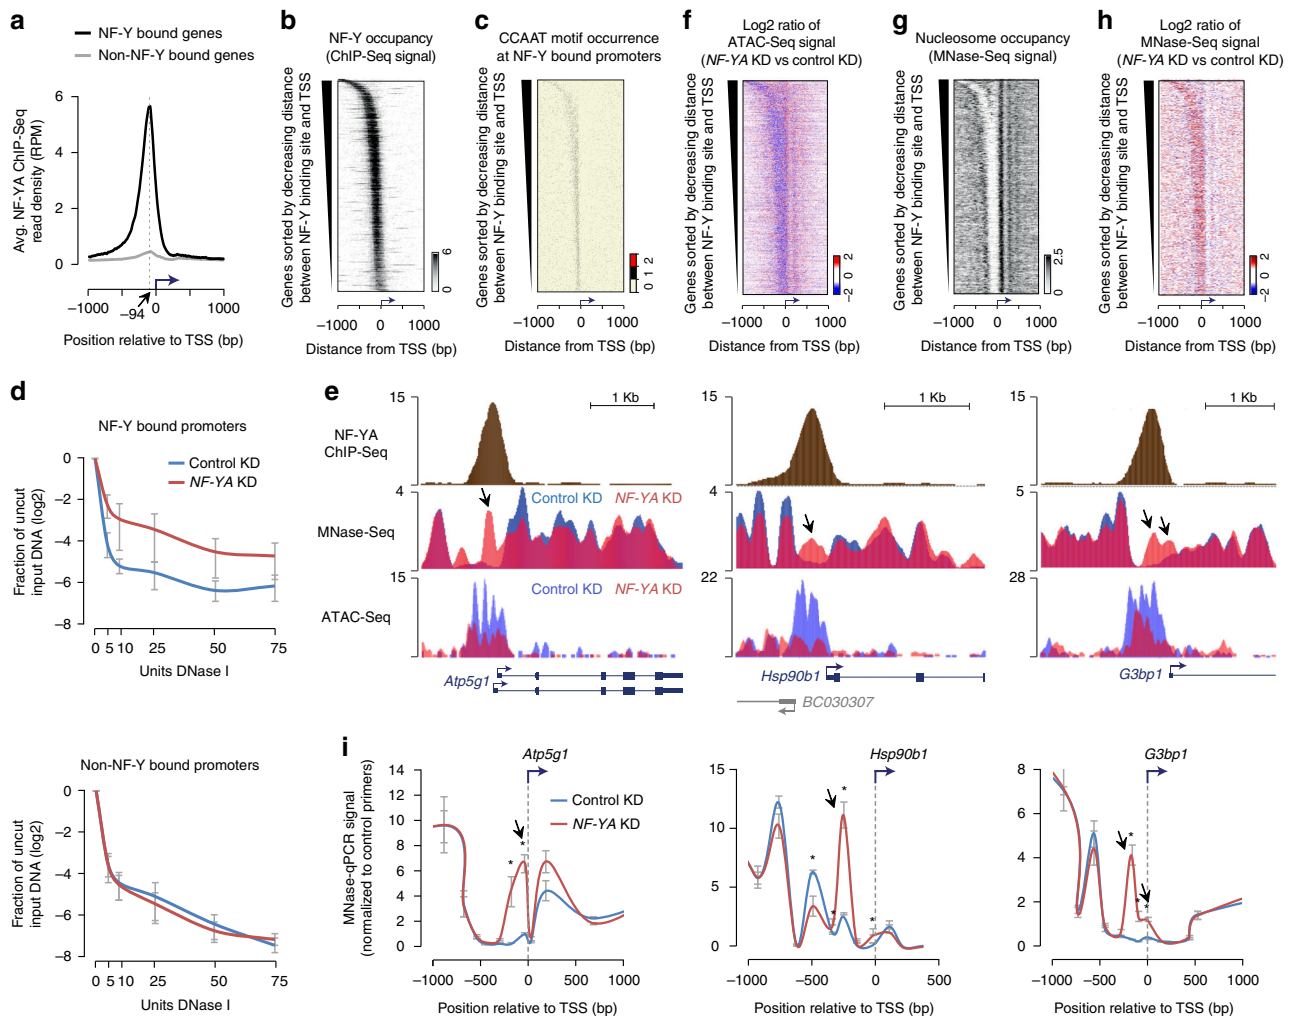 a
NF-Y bound genes
Non-NF-Y bound genes
Avg. NF-YA ChIP-Seq
read density (RPM)
6
4
2
0
−1000
0
1000
−94
Position relative to TSS (bp)
b
NF-Y occupancy
(ChIP-Seq signal)
Genes sorted by decreasing distance
between NF-Y binding site and TSS
6
0
−1000
0
1000
Distance from TSS (bp)
c
CCAAT motif occurrence
at NF-Y bound promoters
Genes sorted by decreasing distance
between NF-Y binding site and TSS
0 1 2
−1000
0
1000
Distance from TSS (bp)
f
Log2 ratio of
ATAC-Seq signal
(NF-YA KD vs control KD)
Genes sorted by decreasing distance
between NF-Y binding site and TSS
−2 0 2
−1000
0
1000
Distance from TSS (bp)
g
Nucleosome occupancy
(MNase-Seq signal)
Genes sorted by decreasing distance
between NF-Y binding site and TSS
0 2.5
−1000
0
1000
Distance from TSS (bp)
h
Log2 ratio of
MNase-Seq signal
(NF-YA KD vs control KD)
Genes sorted by decreasing distance
between NF-Y binding site and TSS
−2 0 2
−1000
0
1000
Distance from TSS (bp)
d
NF-Y bound promoters
Control KD
NF-YA KD
Fraction of uncut
input DNA (log2)
0
−2
−4
−6
−8
0 5 10 25 50 75
Units DNase I
Non-NF-Y bound promoters
Fraction of uncut
input DNA (log2)
0
−2
−4
−6
−8
0 5 10 25 50 75
Units DNase I
e
NF-YA
ChIP-Seq
15
1 Kb
15
1 Kb
15
1 Kb
0
0
0
MNase-Seq
4
Control KD NF-YA KD
4
5
0
0
0
ATAC-Seq
15
Control KD NF-YA KD
22
28
0
0
0
Atp5g1
Hsp90b1
BC030307
G3bp1
i
MNase-qPCR signal
(normalized to control primers)
Atp5g1
Control KD
NF-YA KD
14
12
10
8
6
4
2
0
* *
−1000 −500 0 500 1000
Position relative to TSS (bp)
Hsp90b1
15
10
5
0
* * * *
−1000 −500 0 500
Position relative to TSS (bp)
G3bp1
8
6
4
2
0
* * *
−1000 −500 0 500 1000
Position relative to TSS (bp)